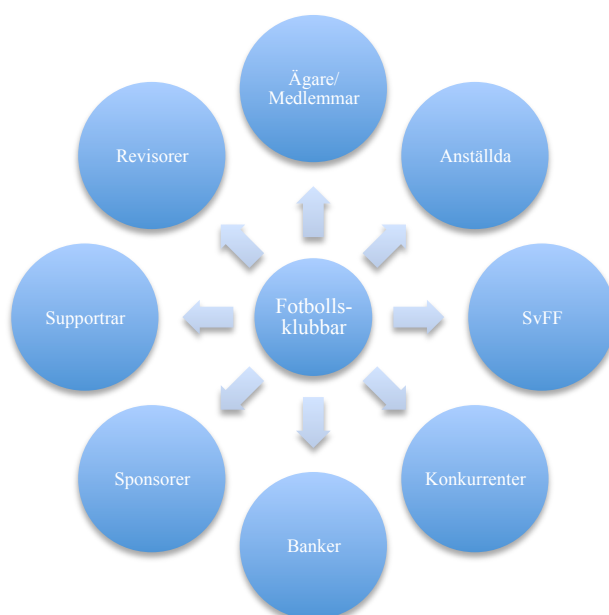 Ägare/
Medlemmar
Revisorer
Anställda
Supportrar
Fotbolls-
klubbar
SvFF
Sponsorer
Konkurrenter
Banker